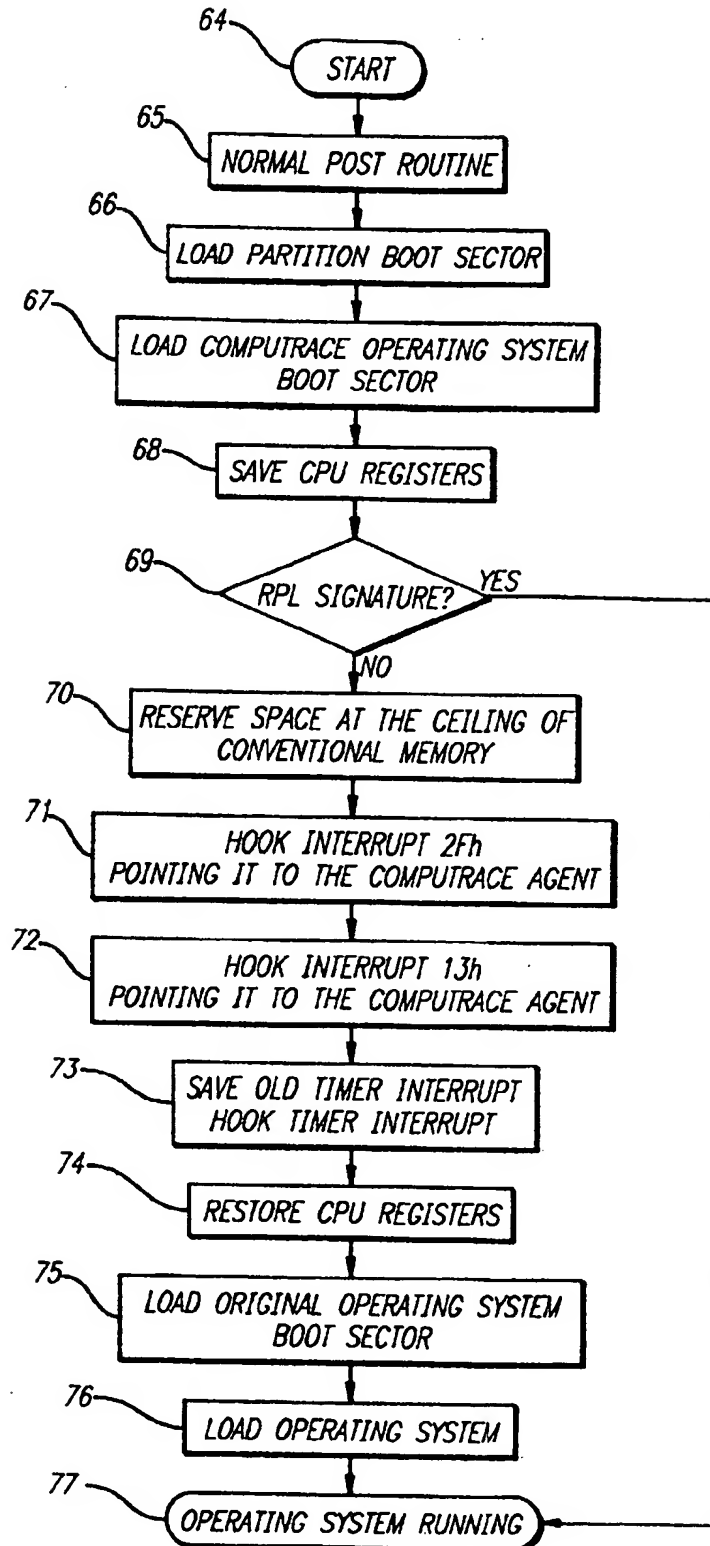 64
START
65
NORMAL POST ROUTINE
66
LOAD PARTITION BOOT SECTOR
67
LOAD COMPUTRACE OPERATING SYSTEM
BOOT SECTOR
68
SAVE CPU REGISTERS
69
RPL SIGNATURE?
YES
NO
70
RESERVE SPACE AT THE CEILING OF
CONVENTIONAL MEMORY
71
HOOK INTERRUPT 2Fh
POINTING IT TO THE COMPUTRACE AGENT
72
HOOK INTERRUPT 13h
POINTING IT TO THE COMPUTRACE AGENT
73
SAVE OLD TIMER INTERRUPT
HOOK TIMER INTERRUPT
74
RESTORE CPU REGISTERS
75
LOAD ORIGINAL OPERATING SYSTEM
BOOT SECTOR
76
LOAD OPERATING SYSTEM
77
OPERATING SYSTEM RUNNING